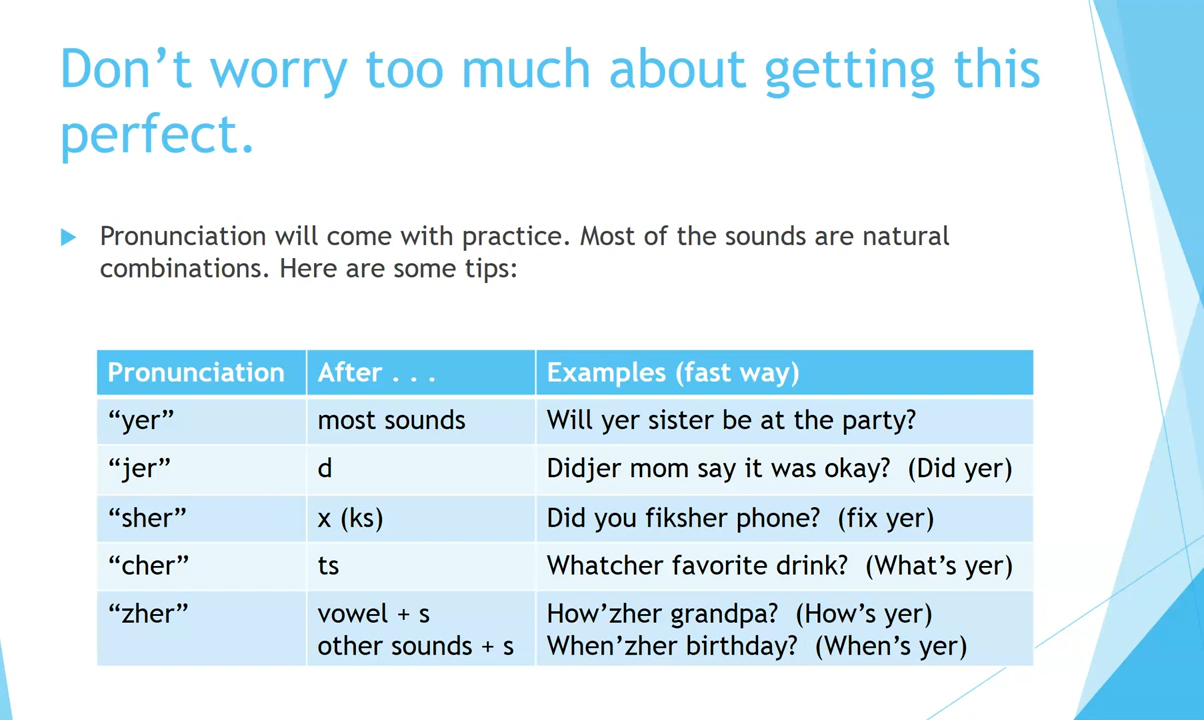 Don’t worry too much about getting this
perfect.
Pronunciation will come with practice. Most of the sounds are natural
combinations. Here are some tips:
Pronunciation After . . . Examples (fast way)
“yer” most sounds Will yer sister be at the party?
“jer” d Didjer mom say it was okay? (Did yer)
“sher” x (ks) Did you fiksher phone? (fix yer)
“cher” ts Whatcher favorite drink? (What’s yer)
“zher” vowel + s How’zher grandpa? (How’s yer)
other sounds + s When’zher birthday? (When’s yer)